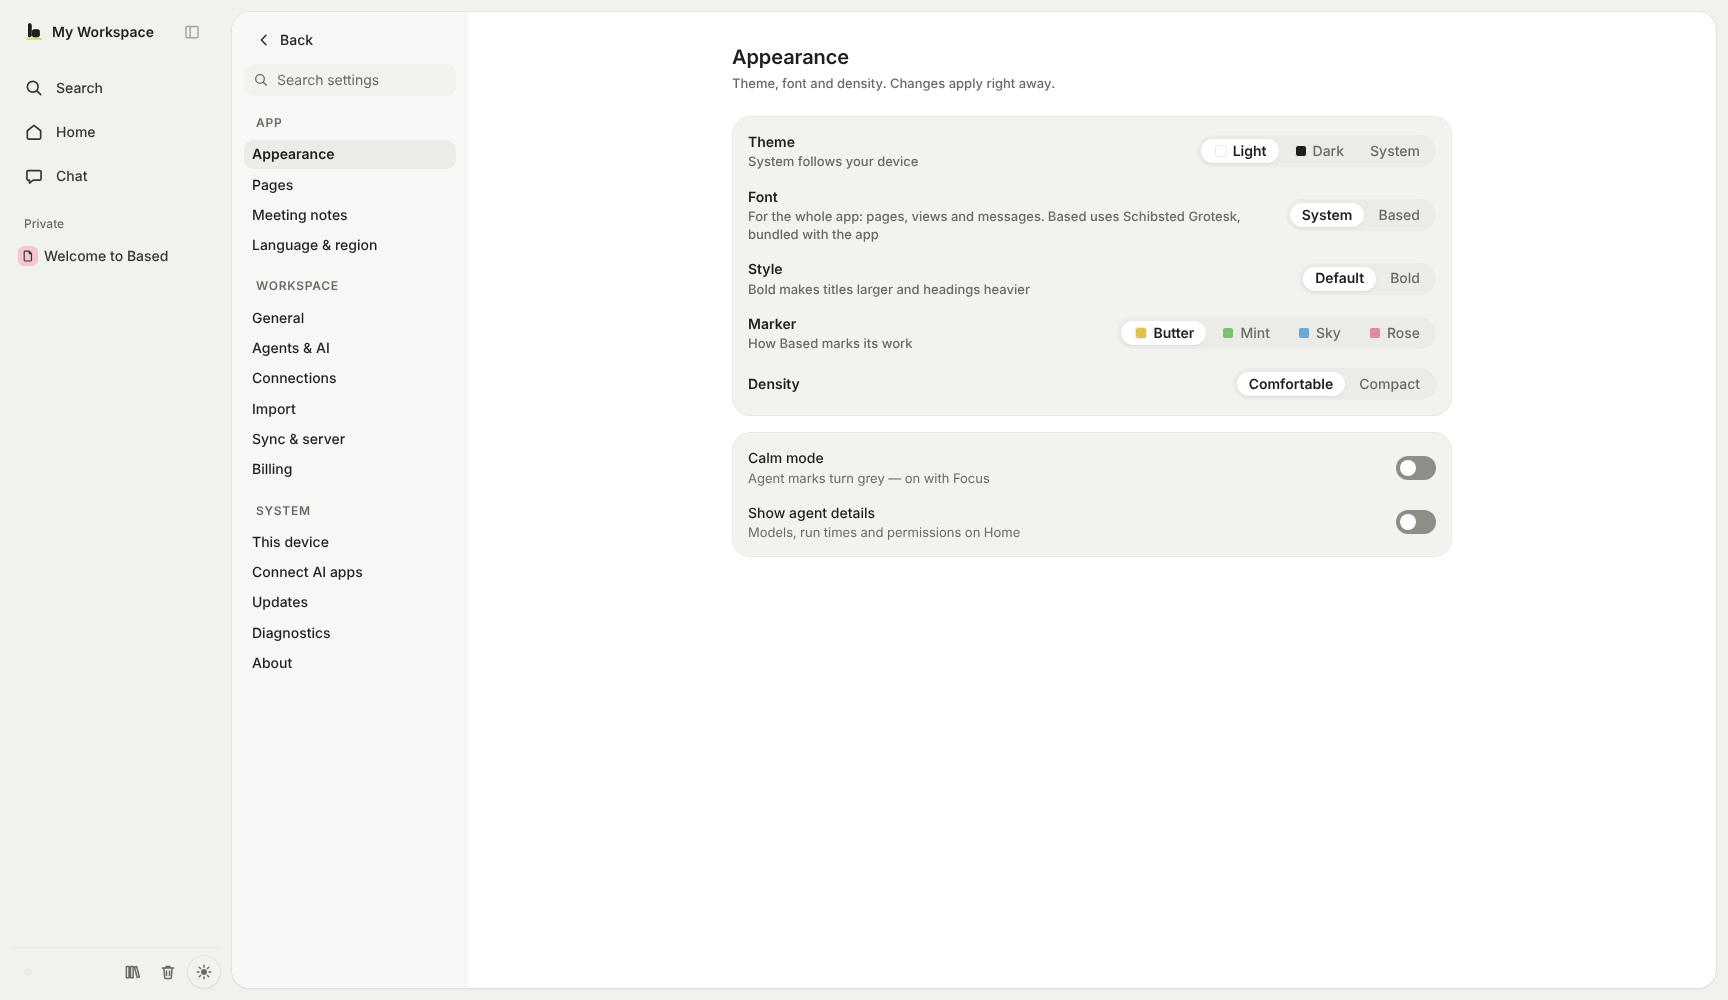 My Workspace
Search
Home
Chat
Private
Welcome to Based
Back
Search settings
APP
Appearance
Pages
Meeting notes
Language & region
WORKSPACE
General
Agents & AI
Connections
Import
Sync & server
Billing
SYSTEM
This device
Connect AI apps
Updates
Diagnostics
About
Appearance
Theme, font and density. Changes apply right away.
Theme
System follows your device
Light Dark System
Font
For the whole app: pages, views and messages. Based uses Schibsted Grotesk,
bundled with the app
System Based
Style
Bold makes titles larger and headings heavier
Default Bold
Marker
How Based marks its work
Butter Mint Sky Rose
Density
Comfortable Compact
Calm mode
Agent marks turn grey — on with Focus
Show agent details
Models, run times and permissions on Home